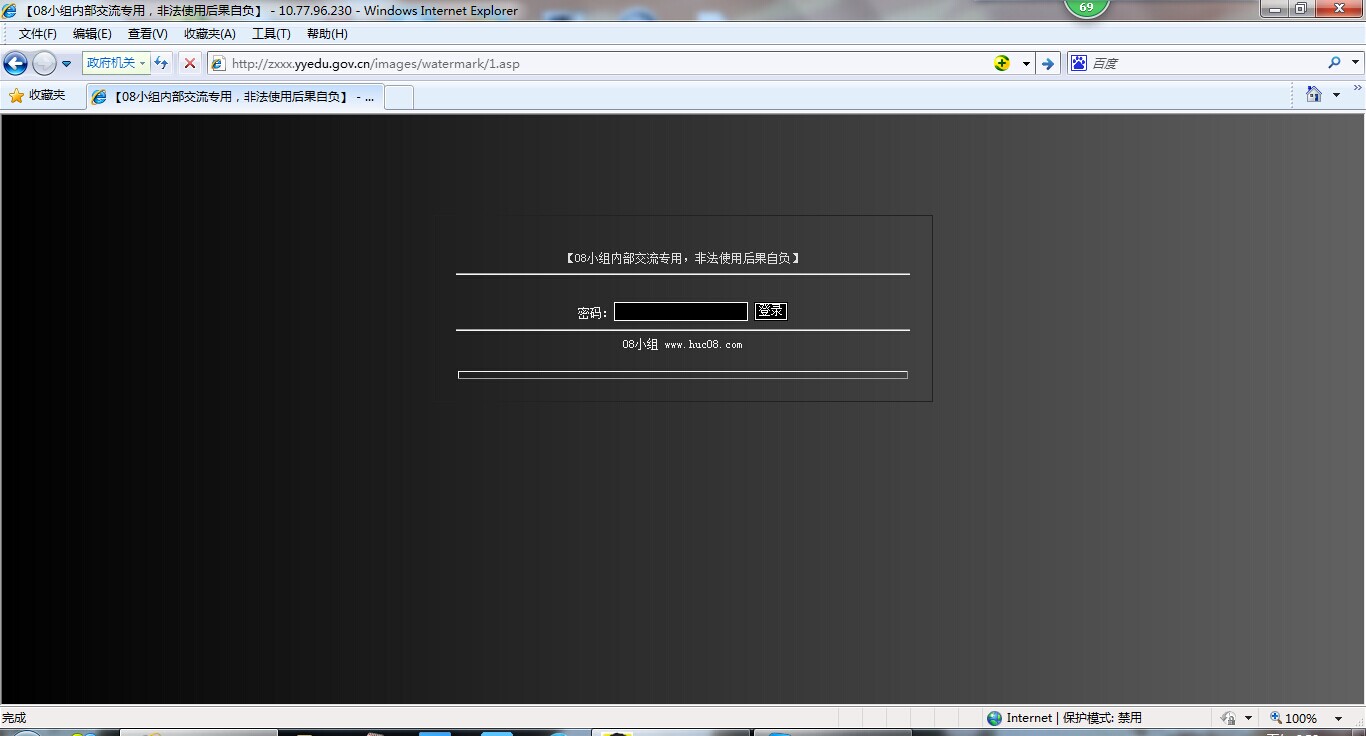 【08小组内部交流专用，非法使用后果自负】 - 10.77.96.230 - Windows Internet Explorer
69
文件(F) 编辑(E) 查看(V) 收藏夹(A) 工具(T) 帮助(H)
政府机关 http://zxxx.yyedu.gov.cn/images/watermark/1.asp 百度
收藏夹 【08小组内部交流专用，非法使用后果自负】 - ...
【08小组内部交流专用，非法使用后果自负】
密码： 登录
08小组 www.huc08.com
完成 Internet | 保护模式: 禁用 100%